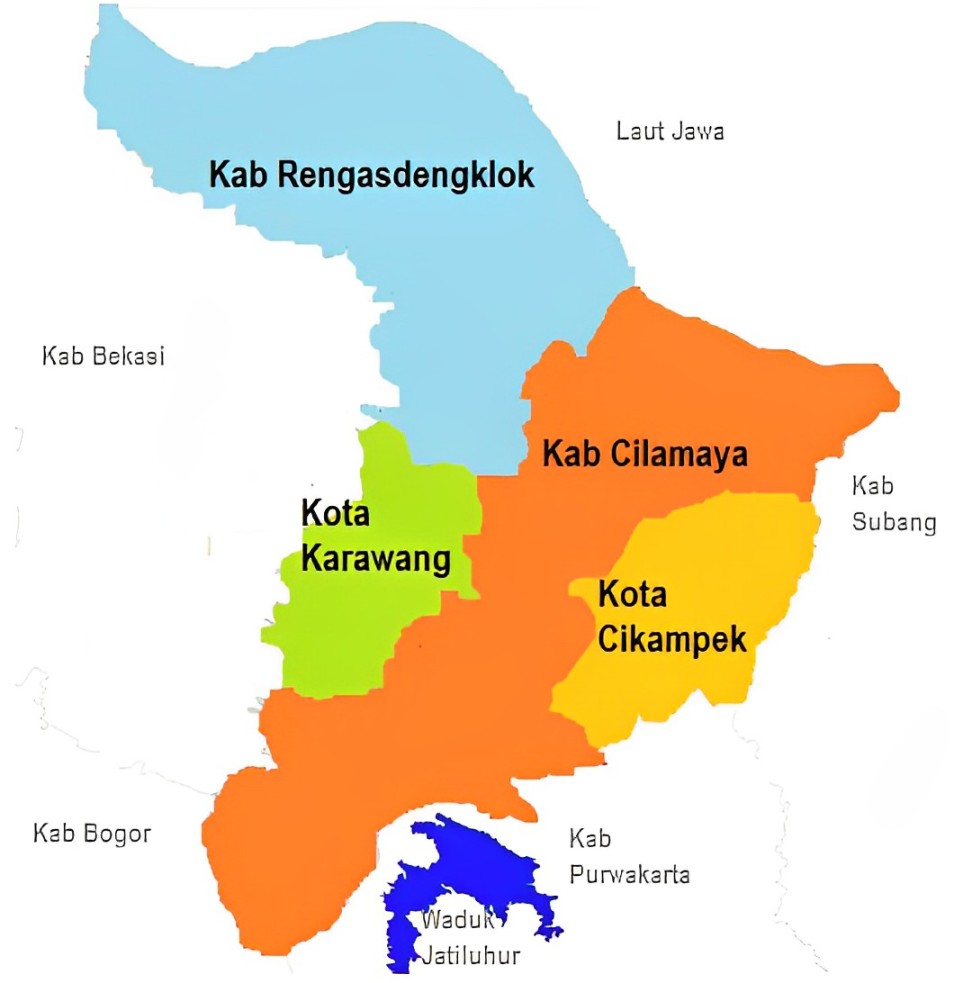 Laut Jawa
Kab Rengasdengklok
Kab Bekasi
Kab Cilamaya
Kab
Subang
Kota
Karawang
Kota
Cikampek
Kab Bogor
Kab
Purwakarta
Waduk
Jatiluhur